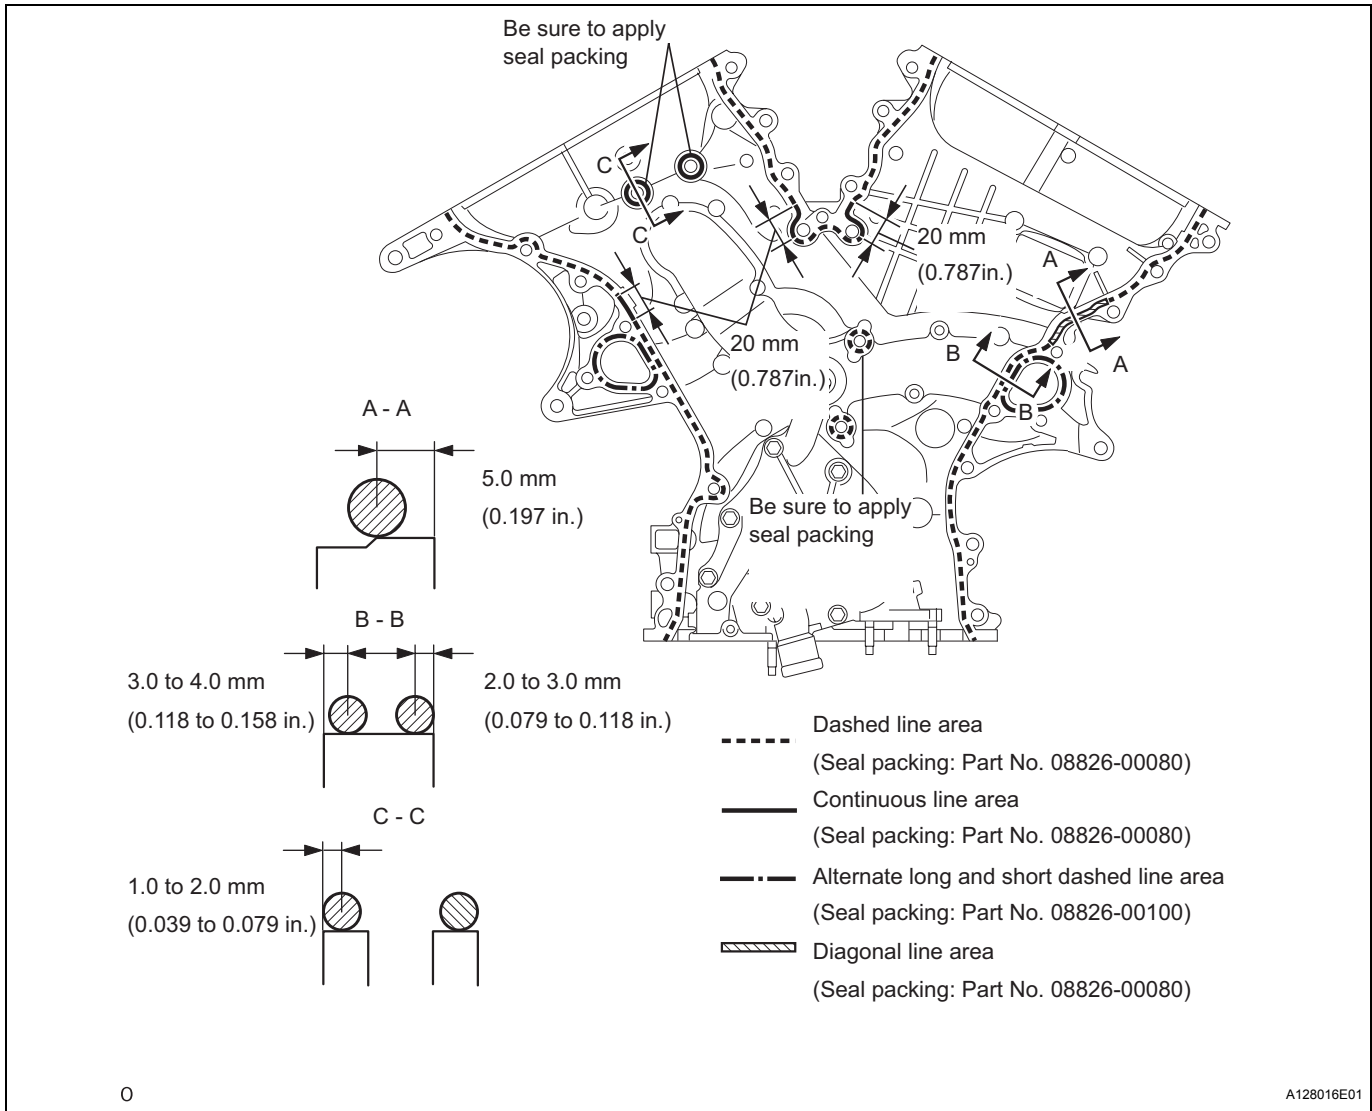 Be sure to apply
seal packing
C
C
20 mm
(0.787in.)
A
A
20 mm
(0.787in.)
B
B
Be sure to apply
seal packing
A - A
5.0 mm
(0.197 in.)
B - B
3.0 to 4.0 mm
(0.118 to 0.158 in.)
2.0 to 3.0 mm
(0.079 to 0.118 in.)
C - C
1.0 to 2.0 mm
(0.039 to 0.079 in.)
Dashed line area
(Seal packing: Part No. 08826-00080)
Continuous line area
(Seal packing: Part No. 08826-00080)
Alternate long and short dashed line area
(Seal packing: Part No. 08826-00100)
Diagonal line area
(Seal packing: Part No. 08826-00080)
O
A128016E01